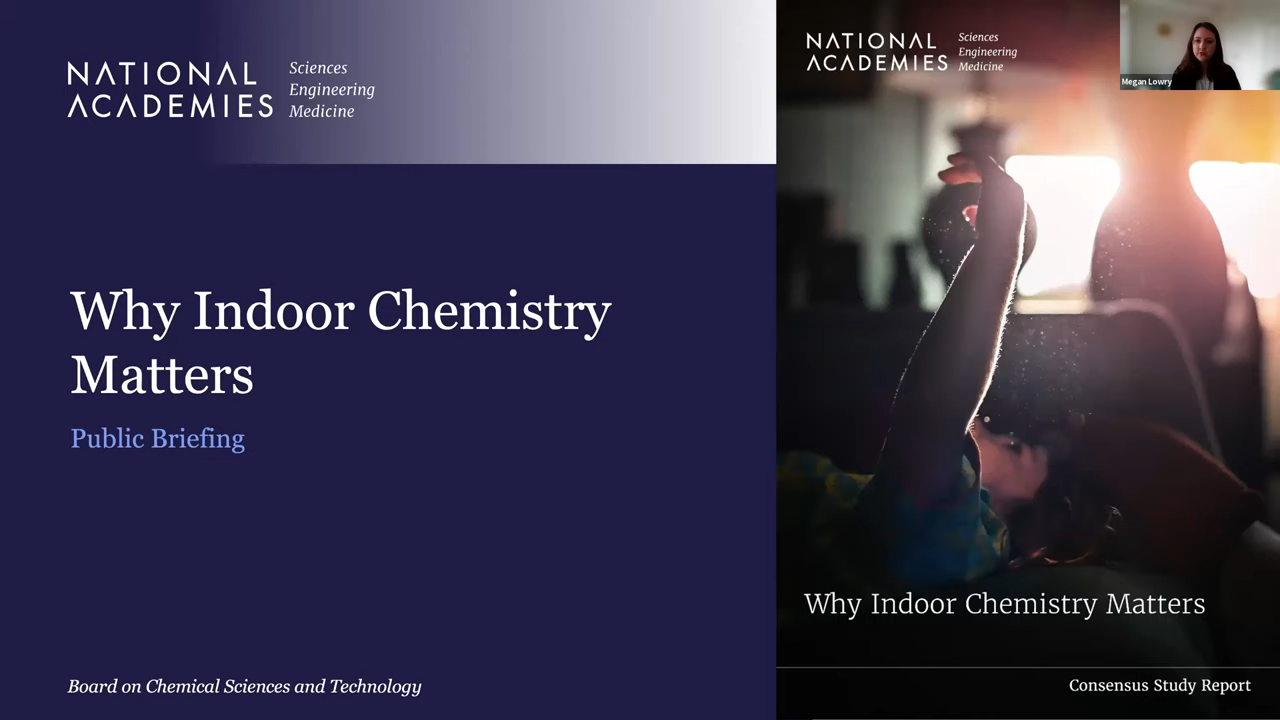 NATIONAL
ACADEMIES
Sciences
Engineering
Medicine
Why Indoor Chemistry
Matters
Public Briefing
Board on Chemical Sciences and Technology
NATIONAL
ACADEMIES
Sciences
Engineering
Medicine
Megan Lowry
Why Indoor Chemistry Matters
Consensus Study Report